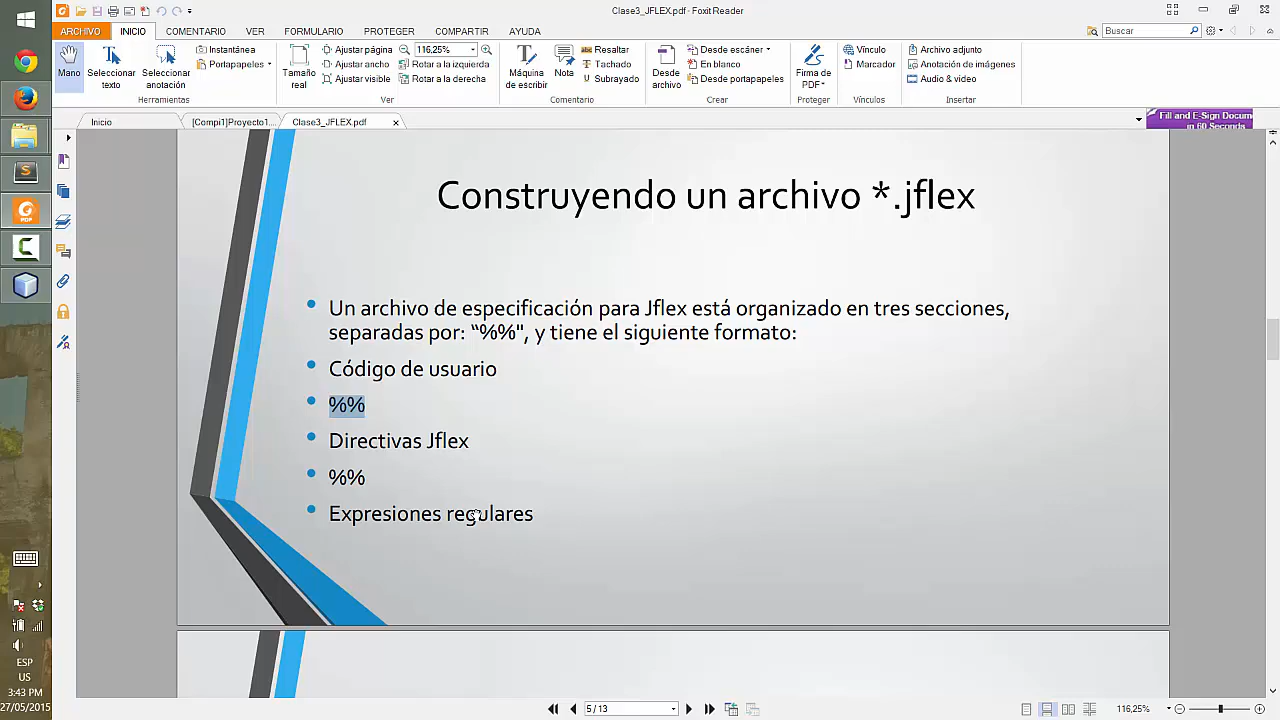 Clase3_JFLEX.pdf - Foxit Reader
ARCHIVO INICIO COMENTARIO VER FORMULARIO PROTEGER COMPARTIR AYUDA
Buscar
Mano
Seleccionar texto
Seleccionar anotación
Instantánea
Portapapeles
Herramientas
Tamaño real
Ajustar página
Ajustar ancho
Ajustar visible
116,25%
Rotar a la izquierda
Rotar a la derecha
Ver
Máquina de escribir
Nota
Resaltar
Tachado
Subrayado
Comentario
Desde archivo
Desde escáner
En blanco
Desde portapapeles
Crear
Firma de PDF
Proteger
Vínculo
Marcador
Vínculos
Archivo adjunto
Anotación de imágenes
Audio & vídeo
Insertar
Inicio
[Compi1]Proyecto1...
Clase3_JFLEX.pdf
Fill and E-Sign Docum
in 60 Seconds
Construyendo un archivo *.jflex
• Un archivo de especificación para Jflex está organizado en tres secciones,
separadas por: “%%", y tiene el siguiente formato:
• Código de usuario
• %%
• Directivas Jflex
• %%
• Expresiones regulares
ESP
US
3:43 PM
27/05/2015
5 / 13
116,25%